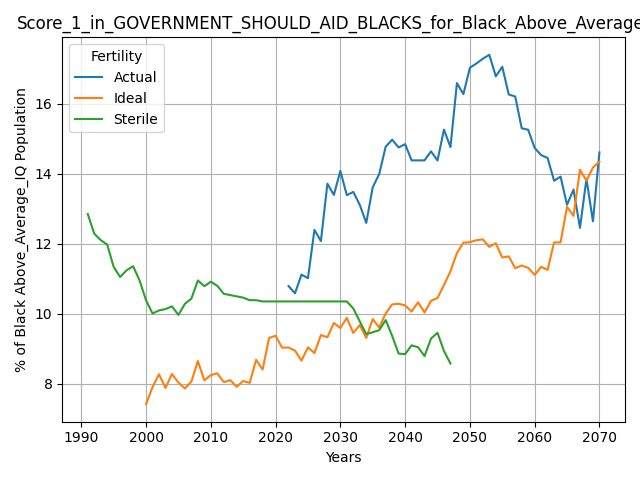 Score_1_in_GOVERNMENT_SHOULD_AID_BLACKS_for_Black_Above_Average
Fertility
Actual
Ideal
Sterile
% of Black Above_Average_IQ Population
16
14
12
10
8
1990 2000 2010 2020 2030 2040 2050 2060 2070
Years